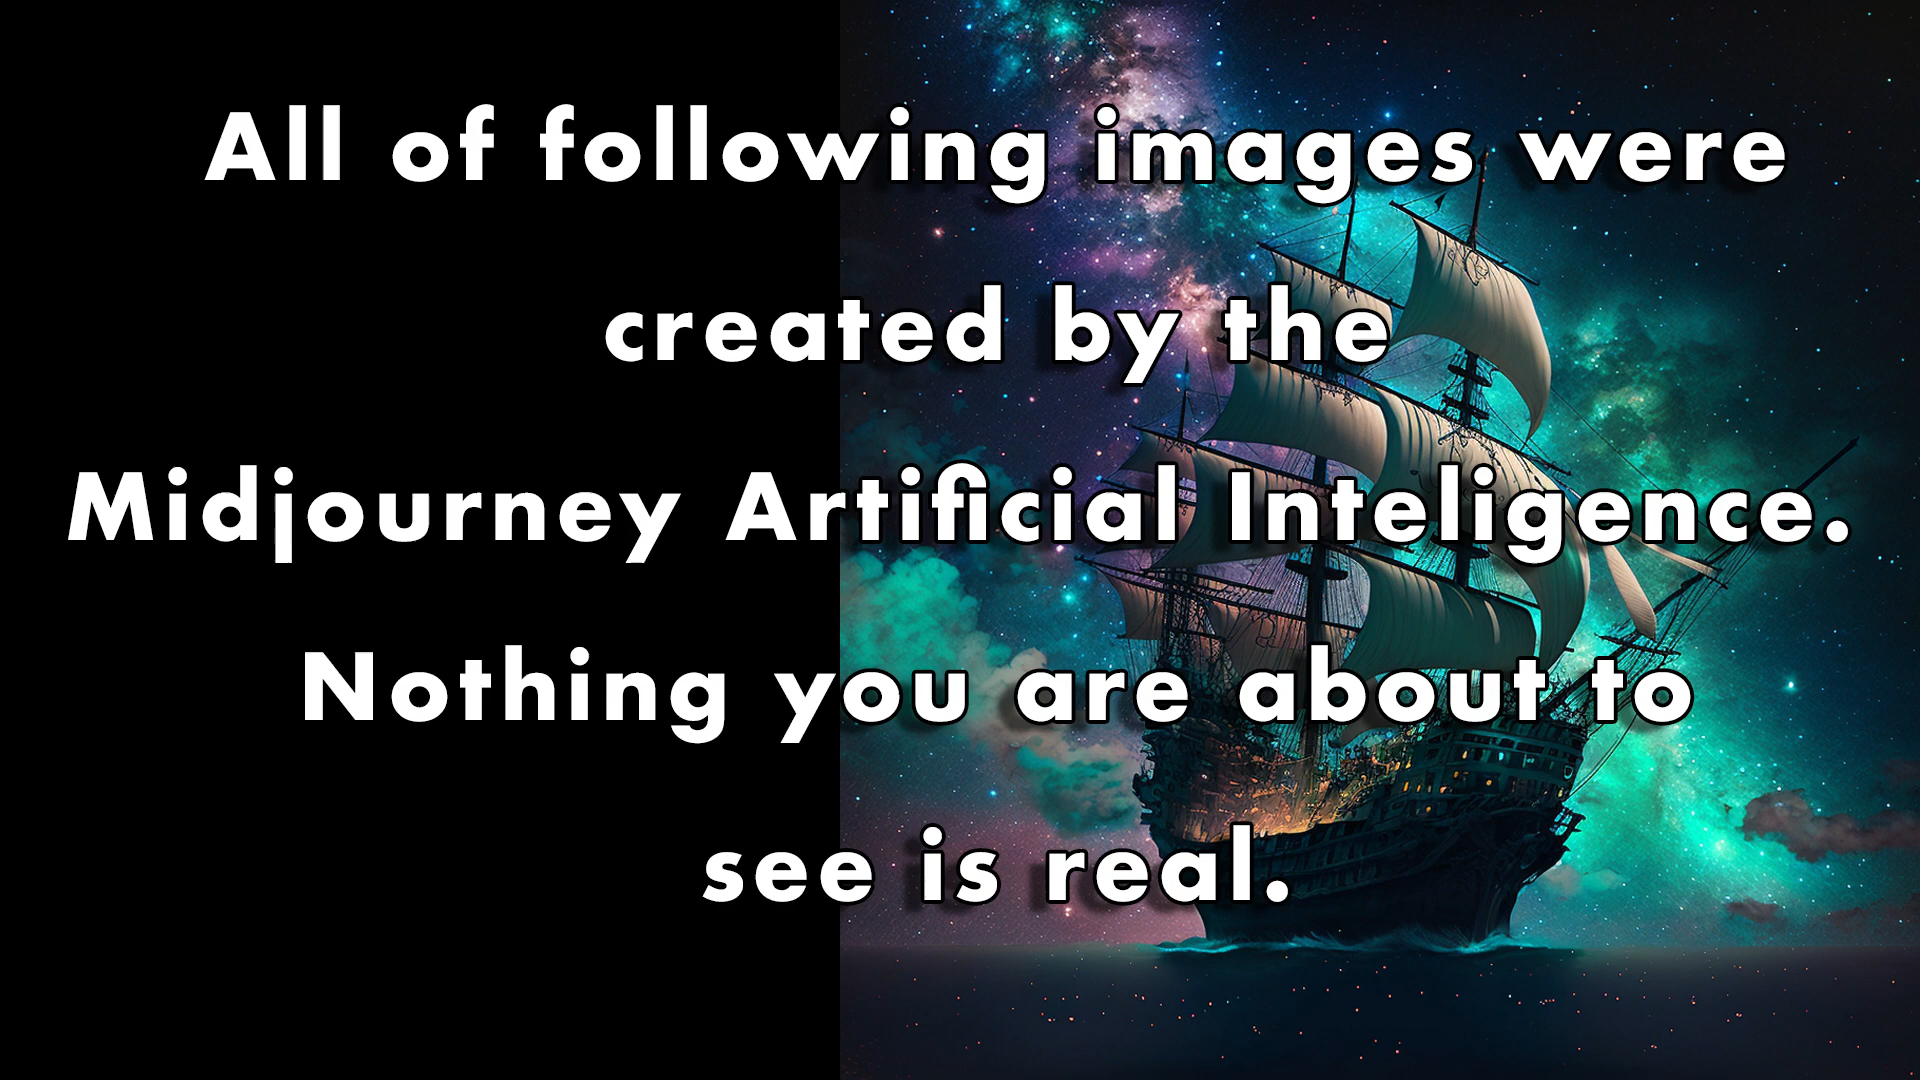 All of following images were
created by the
Midjourney Artificial Inteligence.
Nothing you are about to
see is real.